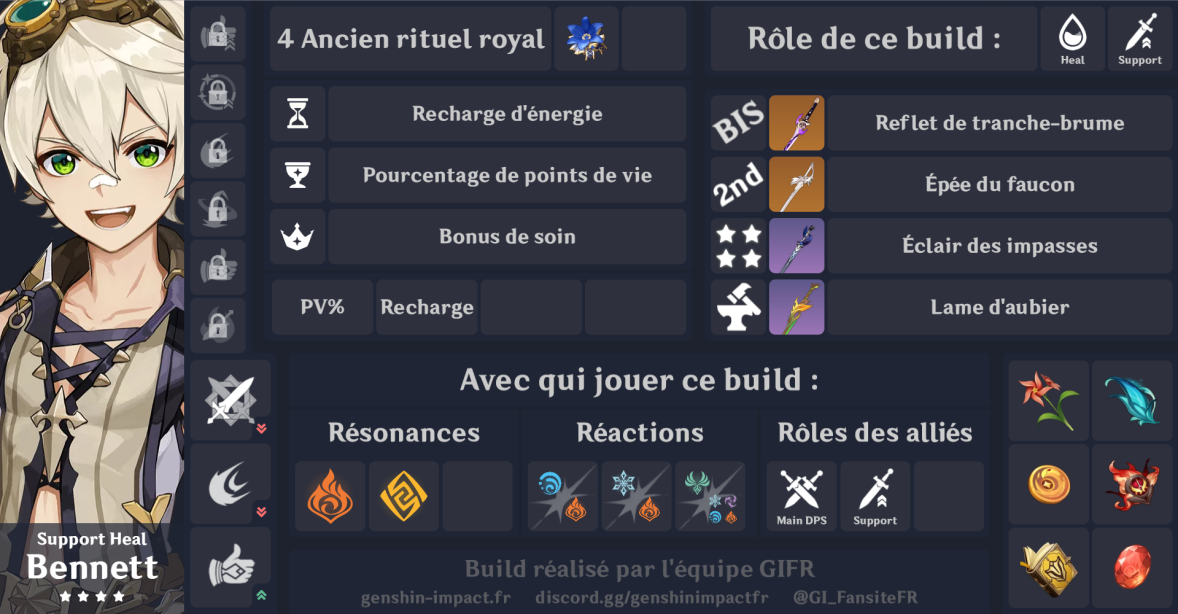 4 Ancien rituel royal
Recharge d'énergie
Pourcentage de points de vie
Bonus de soin
PV% Recharge
Rôle de ce build :
Heal
Support
BIS
Reflet de tranche-brume
2nd
Épée du faucon
Éclair des impasses
Lame d'aubier
Avec qui jouer ce build :
Résonances
Réactions
Rôles des alliés
Main DPS
Support
Support Heal
Bennett
Build réalisé par l'équipe GIFR
genshin-impact.fr discord.gg/genshinimpactfr @GI_FansiteFR